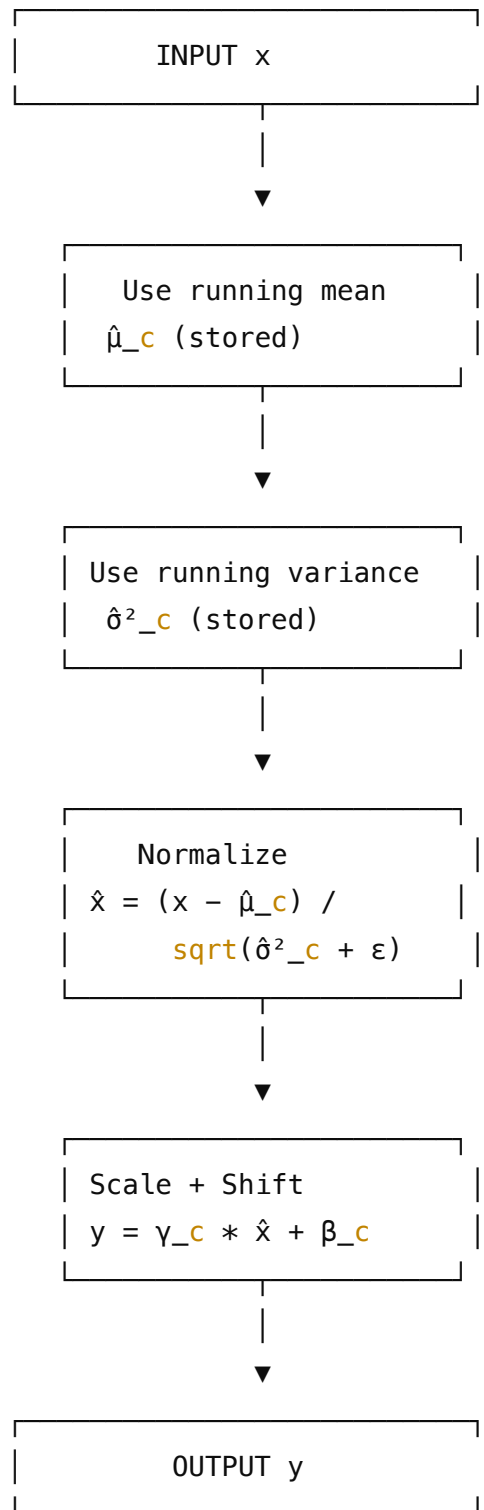 INPUT x
Use running mean
μ̂_c (stored)
Use running variance
σ̂²_c (stored)
Normalize
x̂ = (x − μ̂_c) /
sqrt(σ̂²_c + ε)
Scale + Shift
y = γ_c * x̂ + β_c
OUTPUT y